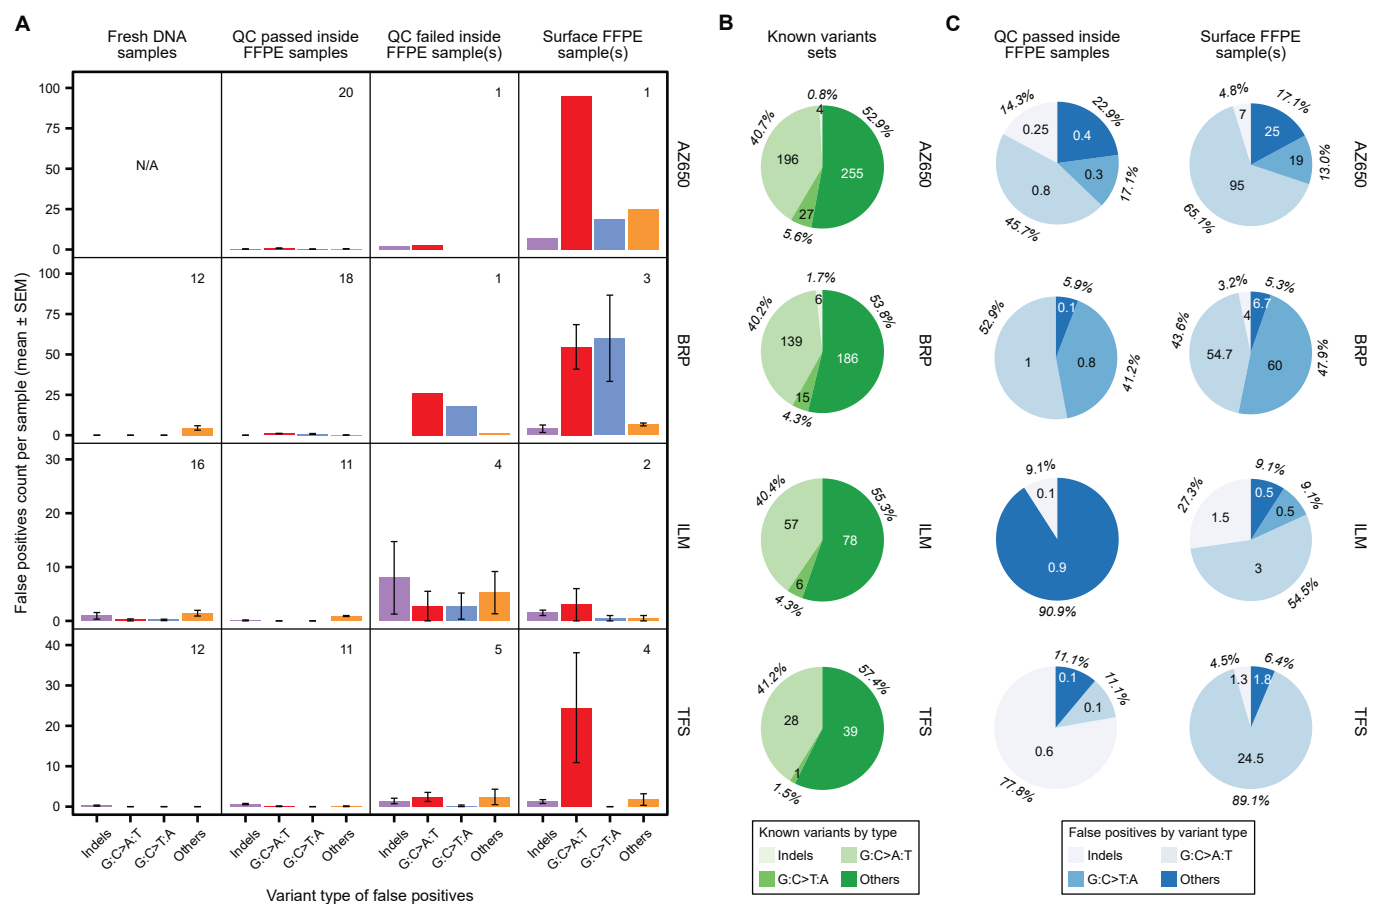 A
B
C
Fresh DNA samples
QC passed inside FFPE samples
QC failed inside FFPE sample(s)
Surface FFPE sample(s)
Known variants sets
QC passed inside FFPE samples
Surface FFPE sample(s)
False positives count per sample (mean ± SEM)
100
75
50
25
0
N/A
20
1
1
AZ650
100
75
50
25
0
12
18
1
3
BRP
30
20
10
0
16
11
4
2
ILM
40
30
20
10
0
12
11
5
4
TFS
Indels
G:C>A:T
G:C>T:A
Others
Indels
G:C>A:T
G:C>T:A
Others
Indels
G:C>A:T
G:C>T:A
Others
Indels
G:C>A:T
G:C>T:A
Others
Variant type of false positives
0.8%
4
40.7%
196
52.9%
255
27
5.6%
AZ650
1.7%
6
40.2%
139
53.8%
186
15
4.3%
BRP
40.4%
57
55.3%
78
6
4.3%
ILM
41.2%
28
57.4%
39
1
1.5%
TFS
Known variants by type
Indels
G:C>A:T
G:C>T:A
Others
14.3%
0.25
22.9%
0.4
0.3
17.1%
0.8
45.7%
4.8%
7
17.1%
25
19
13.0%
95
65.1%
AZ650
5.9%
0.1
52.9%
1
0.8
41.2%
3.2%
4
5.3%
6.7
43.6%
54.7
60
47.9%
BRP
9.1%
0.1
0.9
90.9%
9.1%
0.5
9.1%
0.5
27.3%
1.5
3
54.5%
ILM
11.1%
0.1
11.1%
0.1
0.6
77.8%
4.5%
1.3
6.4%
1.8
24.5
89.1%
TFS
False positives by variant type
Indels
G:C>A:T
G:C>T:A
Others